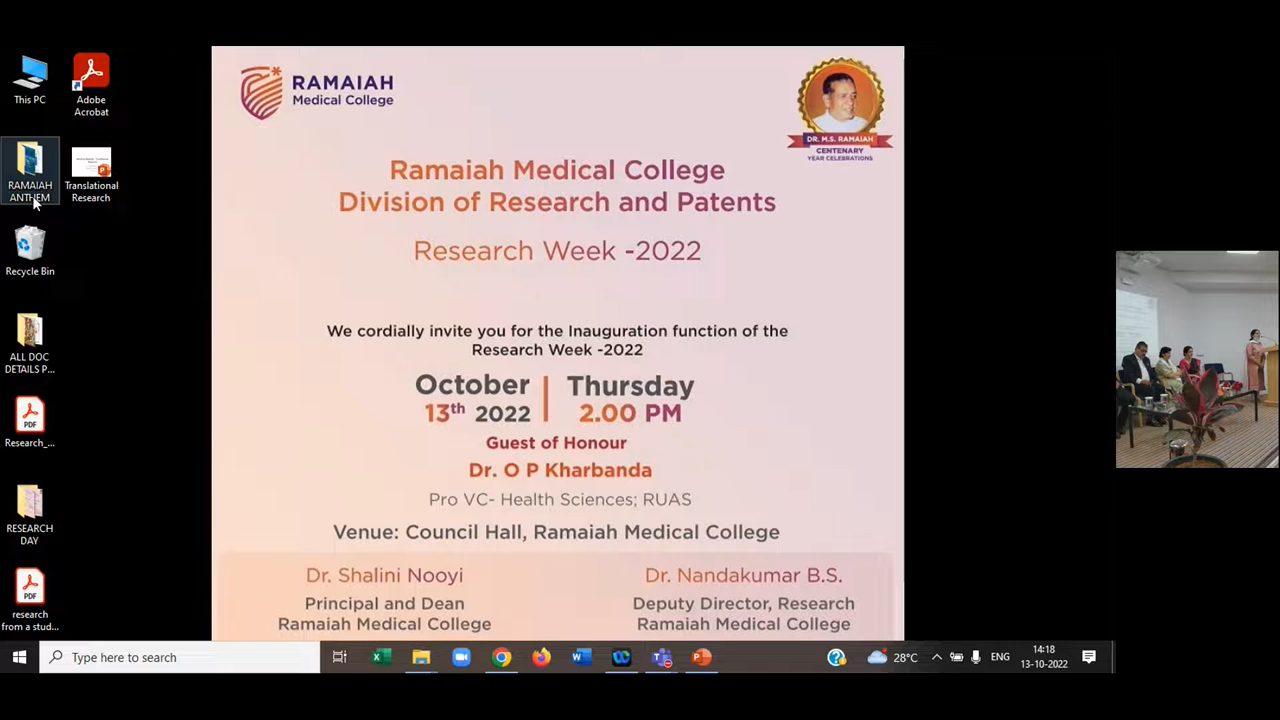 This PC
Adobe
Acrobat
RAMAIAH
ANTHEM
Translational
Research
Recycle Bin
ALL DOC
DETAILS P...
PDF
Research_...
RESEARCH
DAY
PDF
research
from a stud...
RAMAIAH
Medical College
DR. M.S. RAMAIAH
CENTENARY
YEAR CELEBRATIONS
Ramaiah Medical College
Division of Research and Patents
Research Week -2022
We cordially invite you for the Inauguration function of the
Research Week -2022
October
13th 2022
Thursday
2.00 PM
Guest of Honour
Dr. O P Kharbanda
Pro VC- Health Sciences; RUAS
Venue: Council Hall, Ramaiah Medical College
Dr. Shalini Nooyi
Principal and Dean
Ramaiah Medical College
Dr. Nandakumar B.S.
Deputy Director, Research
Ramaiah Medical College
Type here to search
28°C
ENG
14:18
13-10-2022